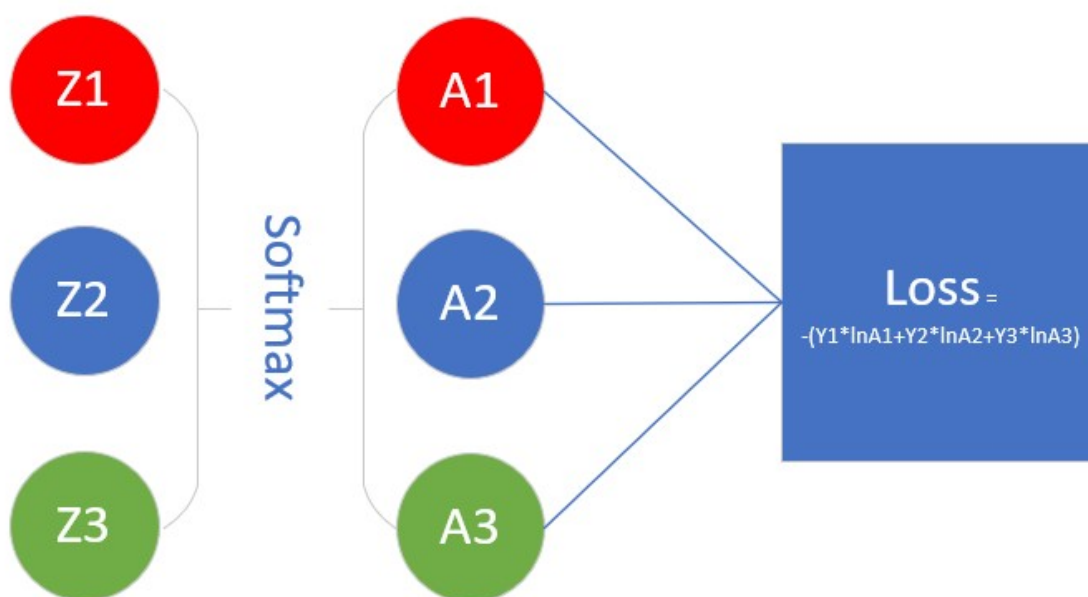 Z1
A1
Z2
Softmax
A2
Loss =
-(Y1*lnA1+Y2*lnA2+Y3*lnA3)
Z3
A3